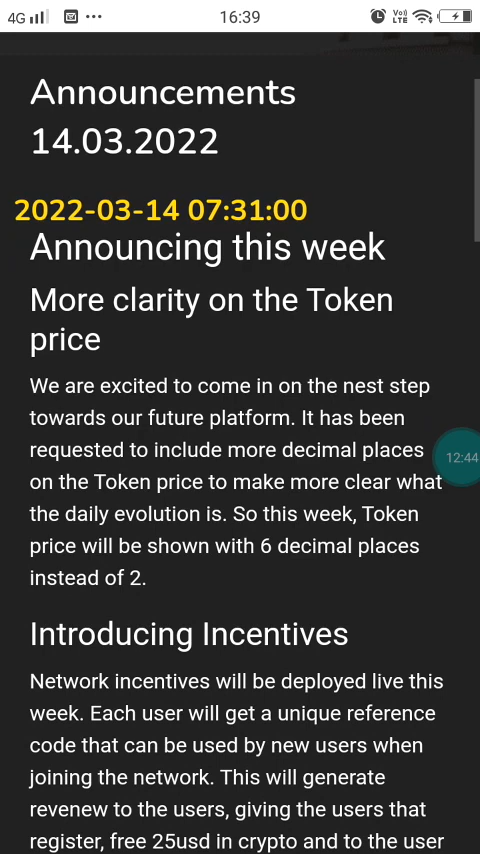 4G 16:39 Vo)) LTE
Announcements
14.03.2022
2022-03-14 07:31:00
Announcing this week
More clarity on the Token
price
We are excited to come in on the nest step
towards our future platform. It has been
requested to include more decimal places
on the Token price to make more clear what
the daily evolution is. So this week, Token
price will be shown with 6 decimal places
instead of 2.
12:44
Introducing Incentives
Network incentives will be deployed live this
week. Each user will get a unique reference
code that can be used by new users when
joining the network. This will generate
revenew to the users, giving the users that
register, free 25usd in crypto and to the user